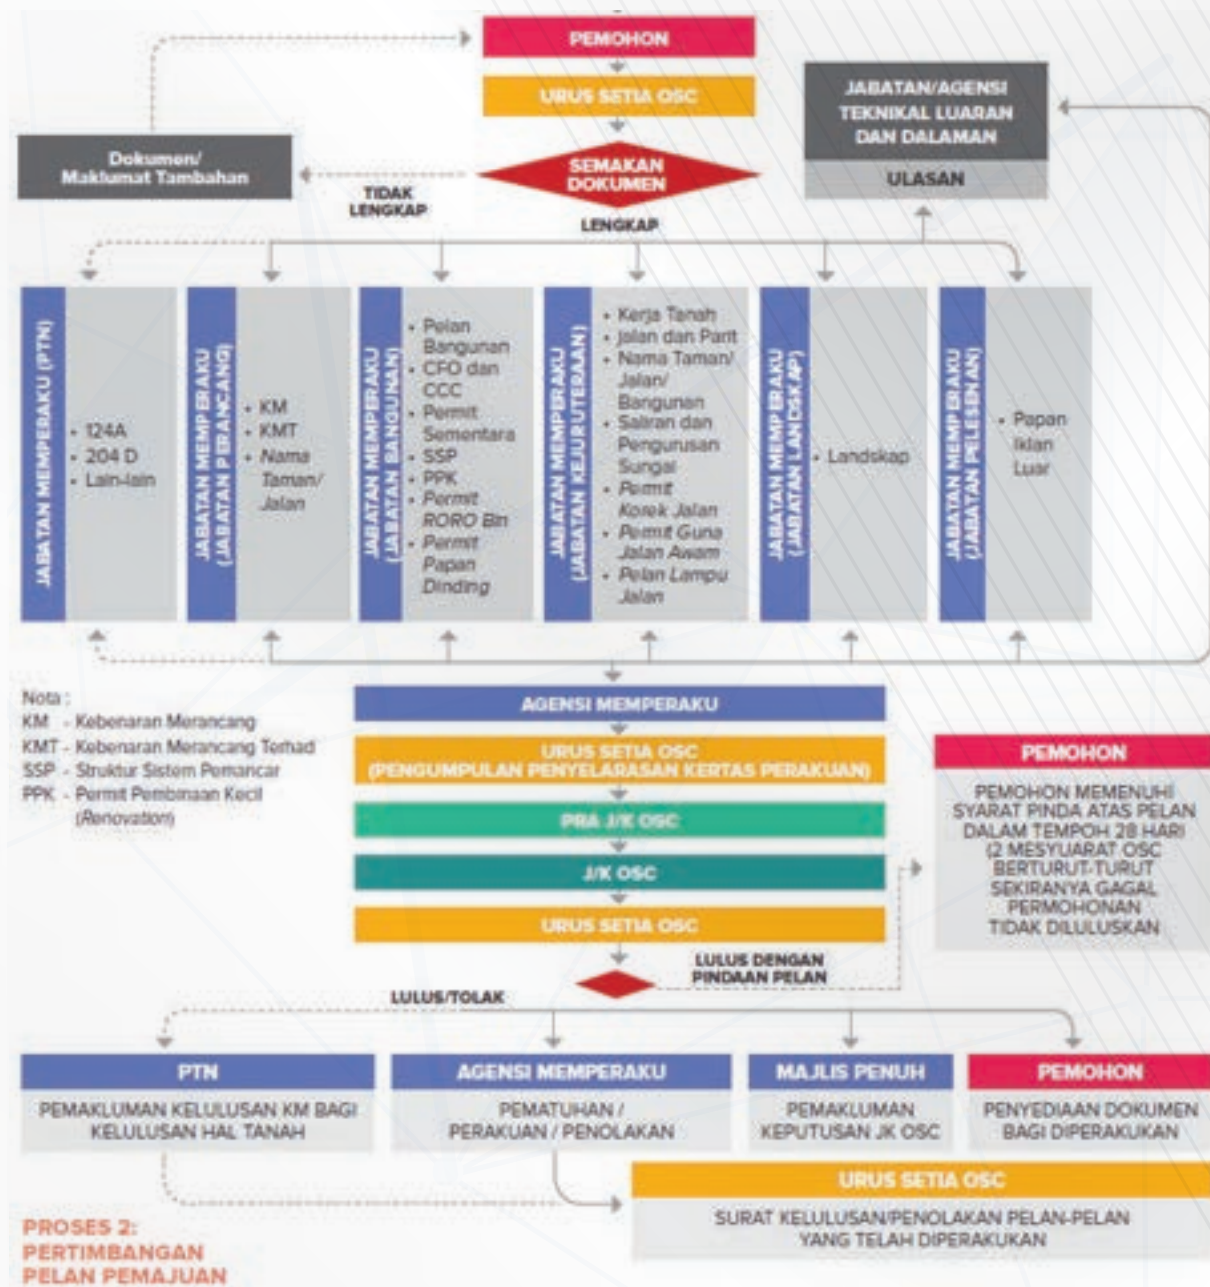 PEMOHON
URUS SETIA OSC
SEMAKAN
DOKUMEN
Dokumen/
Maklumat Tambahan
TIDAK
LENGKAP
LENGKAP
JABATAN/AGENSI
TEKNIKAL LUARAN
DAN DALAMAN
ULASAN
JABATAN MEMPERAKU (PTN)
• 124A
• 204 D
• Lain-lain
JABATAN MEMPERAKU
(JABATAN PERANCANG)
• KM
• KMT
• Nama
Taman/
Jalan
JABATAN MEMPERAKU
(JABATAN BANGUNAN)
• Pelan
Bangunan
• CFO dan
CCC
• Permit
Sementara
• SSP
• PPK
• Permit
RORO Bin
• Permit
Papan
Dinding
JABATAN MEMPERAKU
(JABATAN KEJURUTERAAN)
• Kerja Tanah
• Jalan dan Parit
• Nama Taman/
Jalan/
Bangunan
• Saliran dan
Pengurusan
Sungai
• Permit
Korek Jalan
• Permit Guna
Jalan Awam
• Pelan Lampu
Jalan
JABATAN MEMPERAKU
(JABATAN LANDSKAP)
• Landskap
JABATAN MEMPERAKU
(JABATAN PELESENAN)
• Papan
Iklan
Luar
Nota :
KM - Kebenaran Merancang
KMT - Kebenaran Merancang Terhad
SSP - Struktur Sistem Pemancar
PPK - Permit Pembinaan Kecil
(Renovation)
AGENSI MEMPERAKU
URUS SETIA OSC
(PENGUMPULAN PENYELARASAN KERTAS PERAKUAN)
PRA J/K OSC
J/K OSC
URUS SETIA OSC
PEMOHON
PEMOHON MEMENUHI
SYARAT PINDA ATAS PELAN
DALAM TEMPOH 28 HARI
(2 MESYUARAT OSC
BERTURUT-TURUT
SEKIRANYA GAGAL
PERMOHONAN
TIDAK DILULUSKAN
LULUS DENGAN
PINDAAN PELAN
LULUS/TOLAK
PTN
PEMAKLUMAN KELULUSAN KM BAGI
KELULUSAN HAL TANAH
AGENSI MEMPERAKU
PEMATUHAN /
PERAKUAN / PENOLAKAN
MAJLIS PENUH
PEMAKLUMAN
KEPUTUSAN JK OSC
PEMOHON
PENYEDIAAN DOKUMEN
BAGI DIPERAKUKAN
URUS SETIA OSC
SURAT KELULUSAN/PENOLAKAN PELAN-PELAN
YANG TELAH DIPERAKUKAN
PROSES 2:
PERTIMBANGAN
PELAN PEMAJUAN